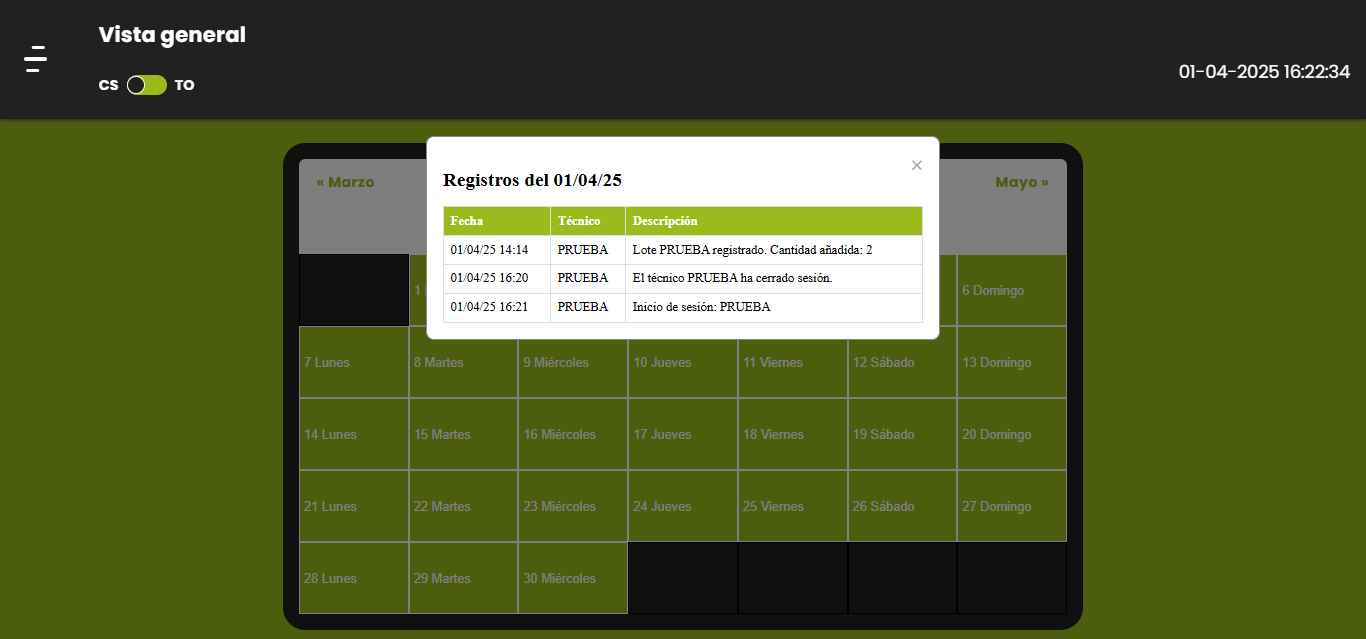 Vista general
CS TO
01-04-2025 16:22:34
« Marzo
Mayo »
×
Registros del 01/04/25
Fecha Técnico Descripción
01/04/25 14:14 PRUEBA Lote PRUEBA registrado. Cantidad añadida: 2
01/04/25 16:20 PRUEBA El técnico PRUEBA ha cerrado sesión.
01/04/25 16:21 PRUEBA Inicio de sesión: PRUEBA
1 6 Domingo
7 Lunes 8 Martes 9 Miércoles 10 Jueves 11 Viernes 12 Sábado 13 Domingo
14 Lunes 15 Martes 16 Miércoles 17 Jueves 18 Viernes 19 Sábado 20 Domingo
21 Lunes 22 Martes 23 Miércoles 24 Jueves 25 Viernes 26 Sábado 27 Domingo
28 Lunes 29 Martes 30 Miércoles